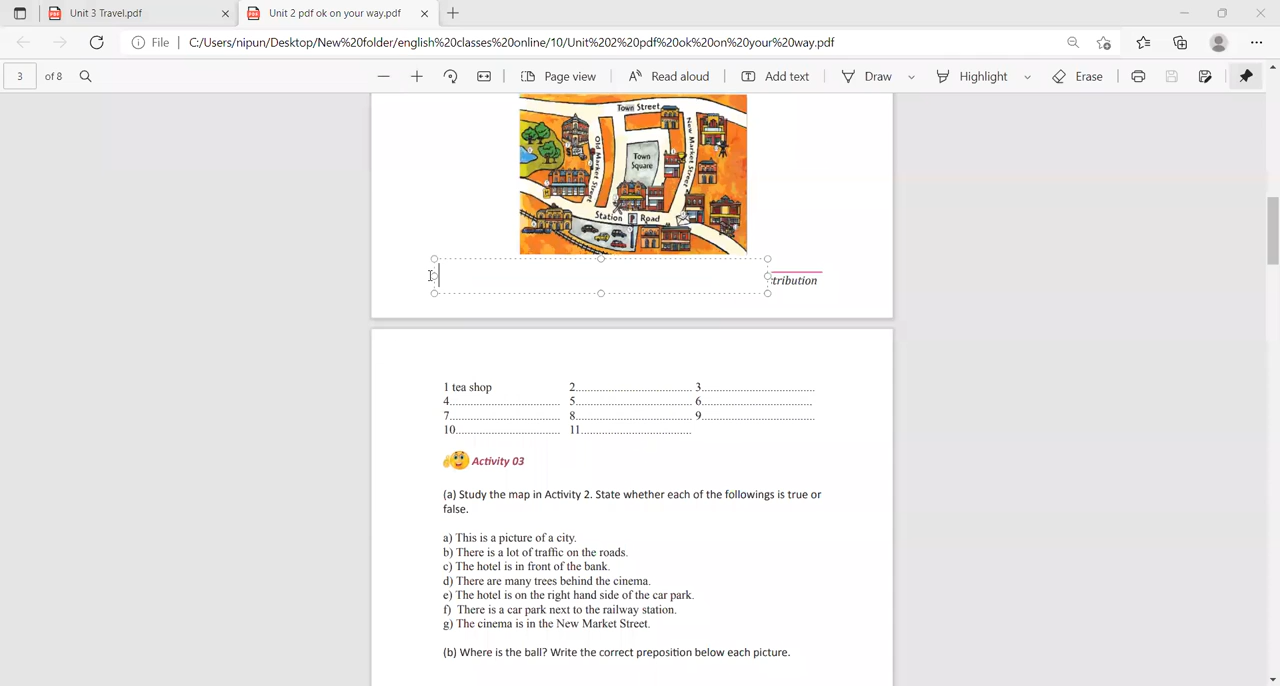 Unit 3 Travel.pdf
Unit 2 pdf ok on your way.pdf
File
C:/Users/nipun/Desktop/New%20folder/english%20classes%20online/10/Unit%202%20pdf%20ok%20on%20your%20way.pdf
3
of 8
Page view
Read aloud
Add text
Draw
Highlight
Erase
Town Street
Old Market Street
New Market Street
Town
Square
Station
P
Road
tribution
1 tea shop 2....................................... 3......................................
4..................................... 5....................................... 6.....................................
7..................................... 8....................................... 9......................................
10................................... 11.....................................
Activity 03
(a) Study the map in Activity 2. State whether each of the followings is true or
false.
a) This is a picture of a city.
b) There is a lot of traffic on the roads.
c) The hotel is in front of the bank.
d) There are many trees behind the cinema.
e) The hotel is on the right hand side of the car park.
f) There is a car park next to the railway station.
g) The cinema is in the New Market Street.
(b) Where is the ball? Write the correct preposition below each picture.